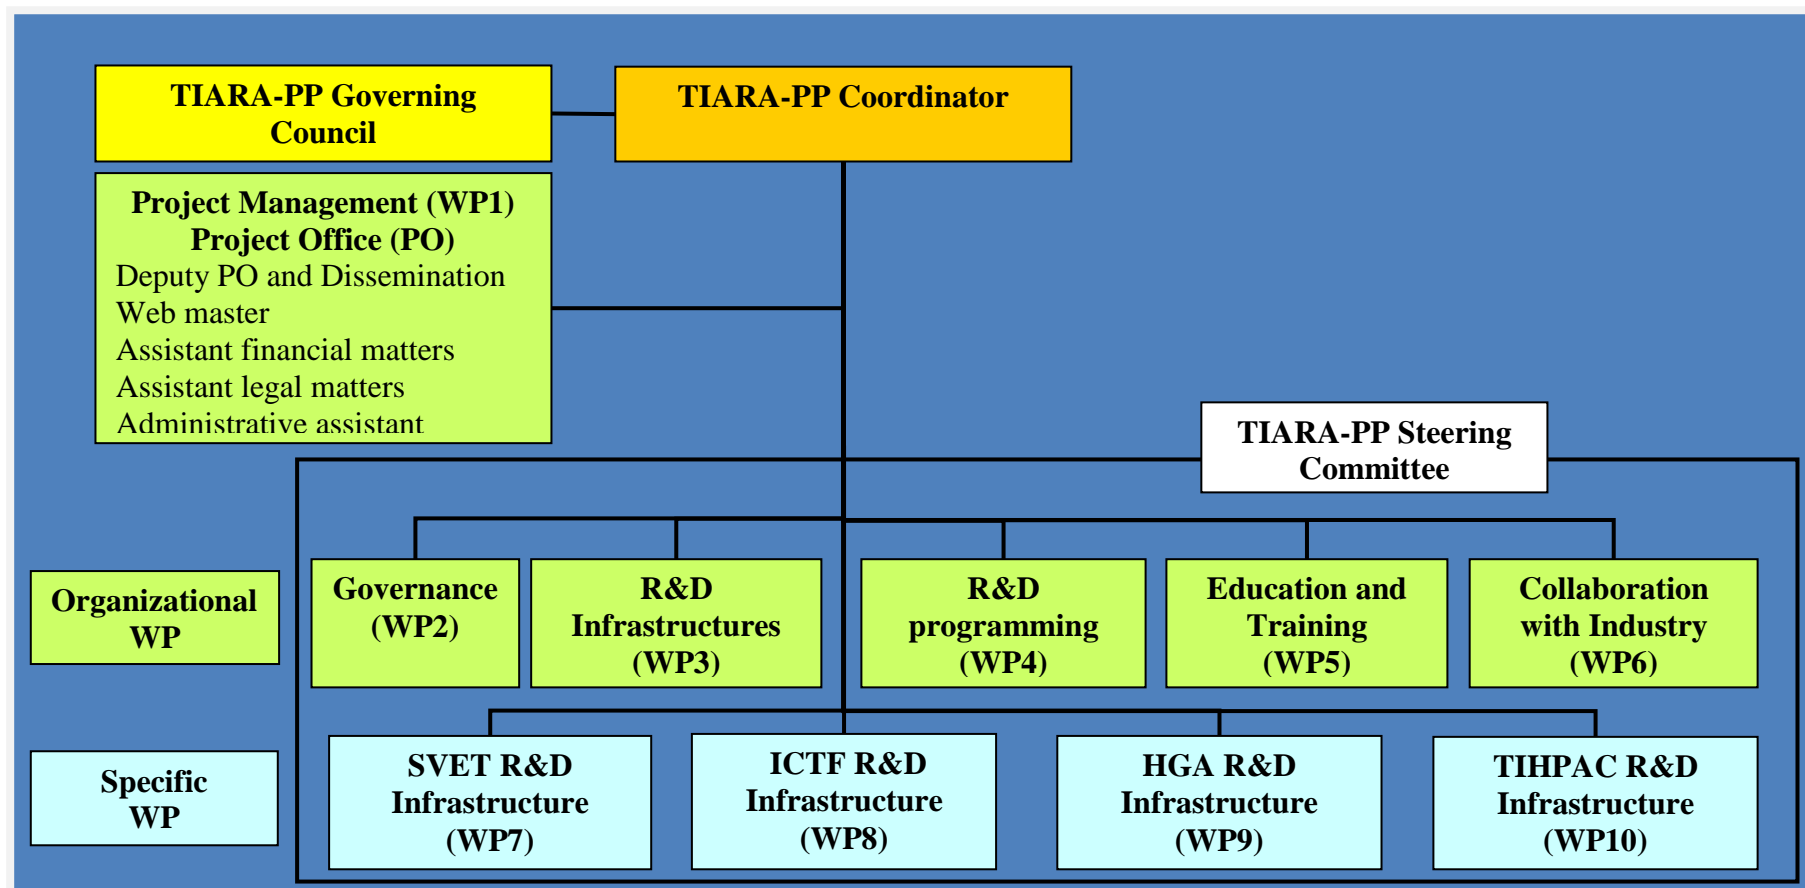 TIARA-PP Governing
Council
TIARA-PP Coordinator
Project Management (WP1)
Project Office (PO)
Deputy PO and Dissemination
Web master
Assistant financial matters
Assistant legal matters
Administrative assistant
TIARA-PP Steering
Committee
Organizational
WP
Governance
(WP2)
R&D
Infrastructures
(WP3)
R&D
programming
(WP4)
Education and
Training
(WP5)
Collaboration
with Industry
(WP6)
Specific
WP
SVET R&D
Infrastructure
(WP7)
ICTF R&D
Infrastructure
(WP8)
HGA R&D
Infrastructure
(WP9)
TIHPAC R&D
Infrastructure
(WP10)